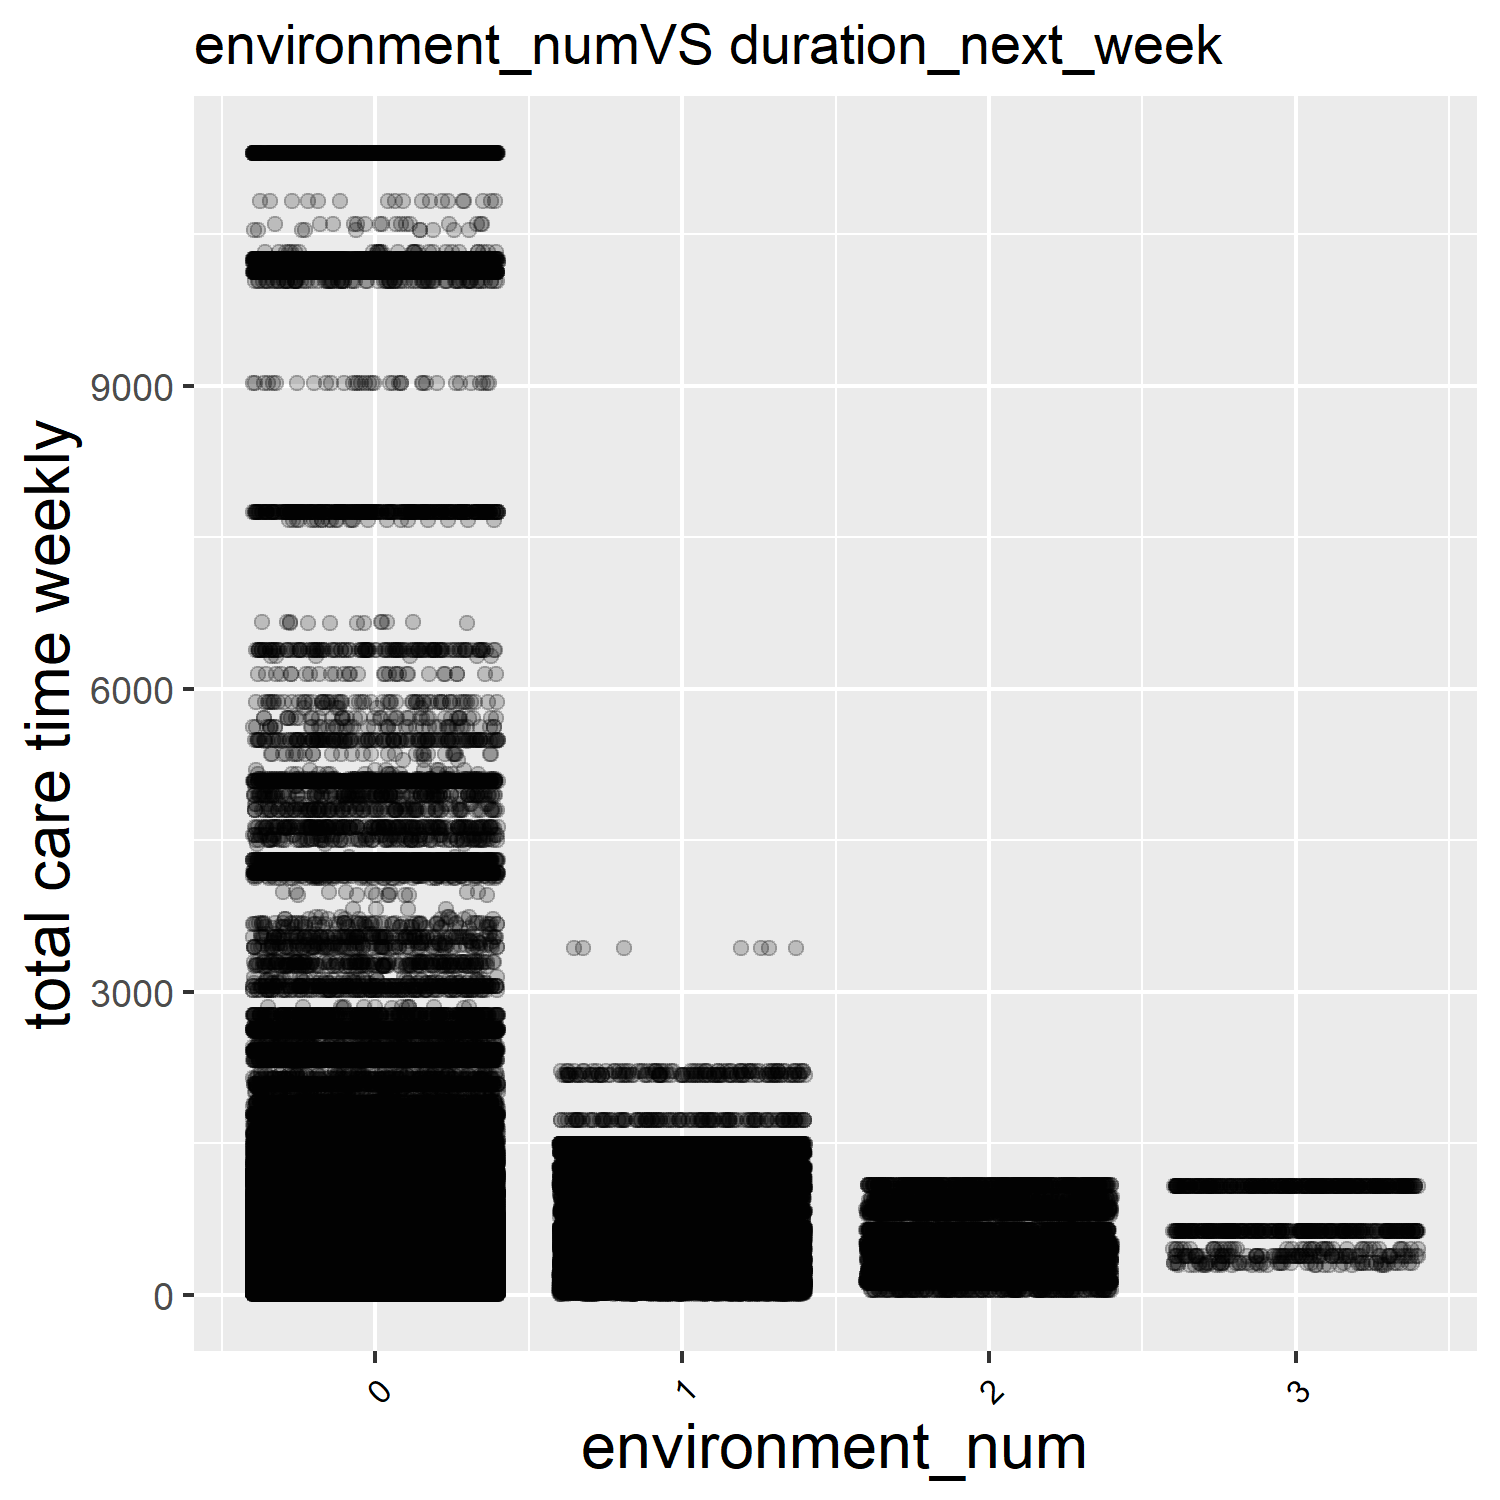 environment_numVS duration_next_week
total care time weekly
9000
6000
3000
0
0
1
2
3
environment_num